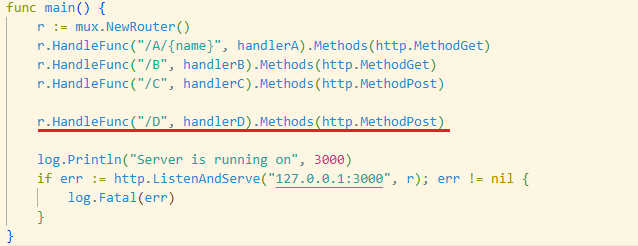 func main() {
    r := mux.NewRouter()
    r.HandleFunc("/A/{name}", handlerA).Methods(http.MethodGet)
    r.HandleFunc("/B", handlerB).Methods(http.MethodGet)
    r.HandleFunc("/C", handlerC).Methods(http.MethodPost)
    r.HandleFunc("/D", handlerD).Methods(http.MethodPost)
    log.Println("Server is running on", 3000)
    if err := http.ListenAndServe("127.0.0.1:3000", r); err != nil {
        log.Fatal(err)
    }
}